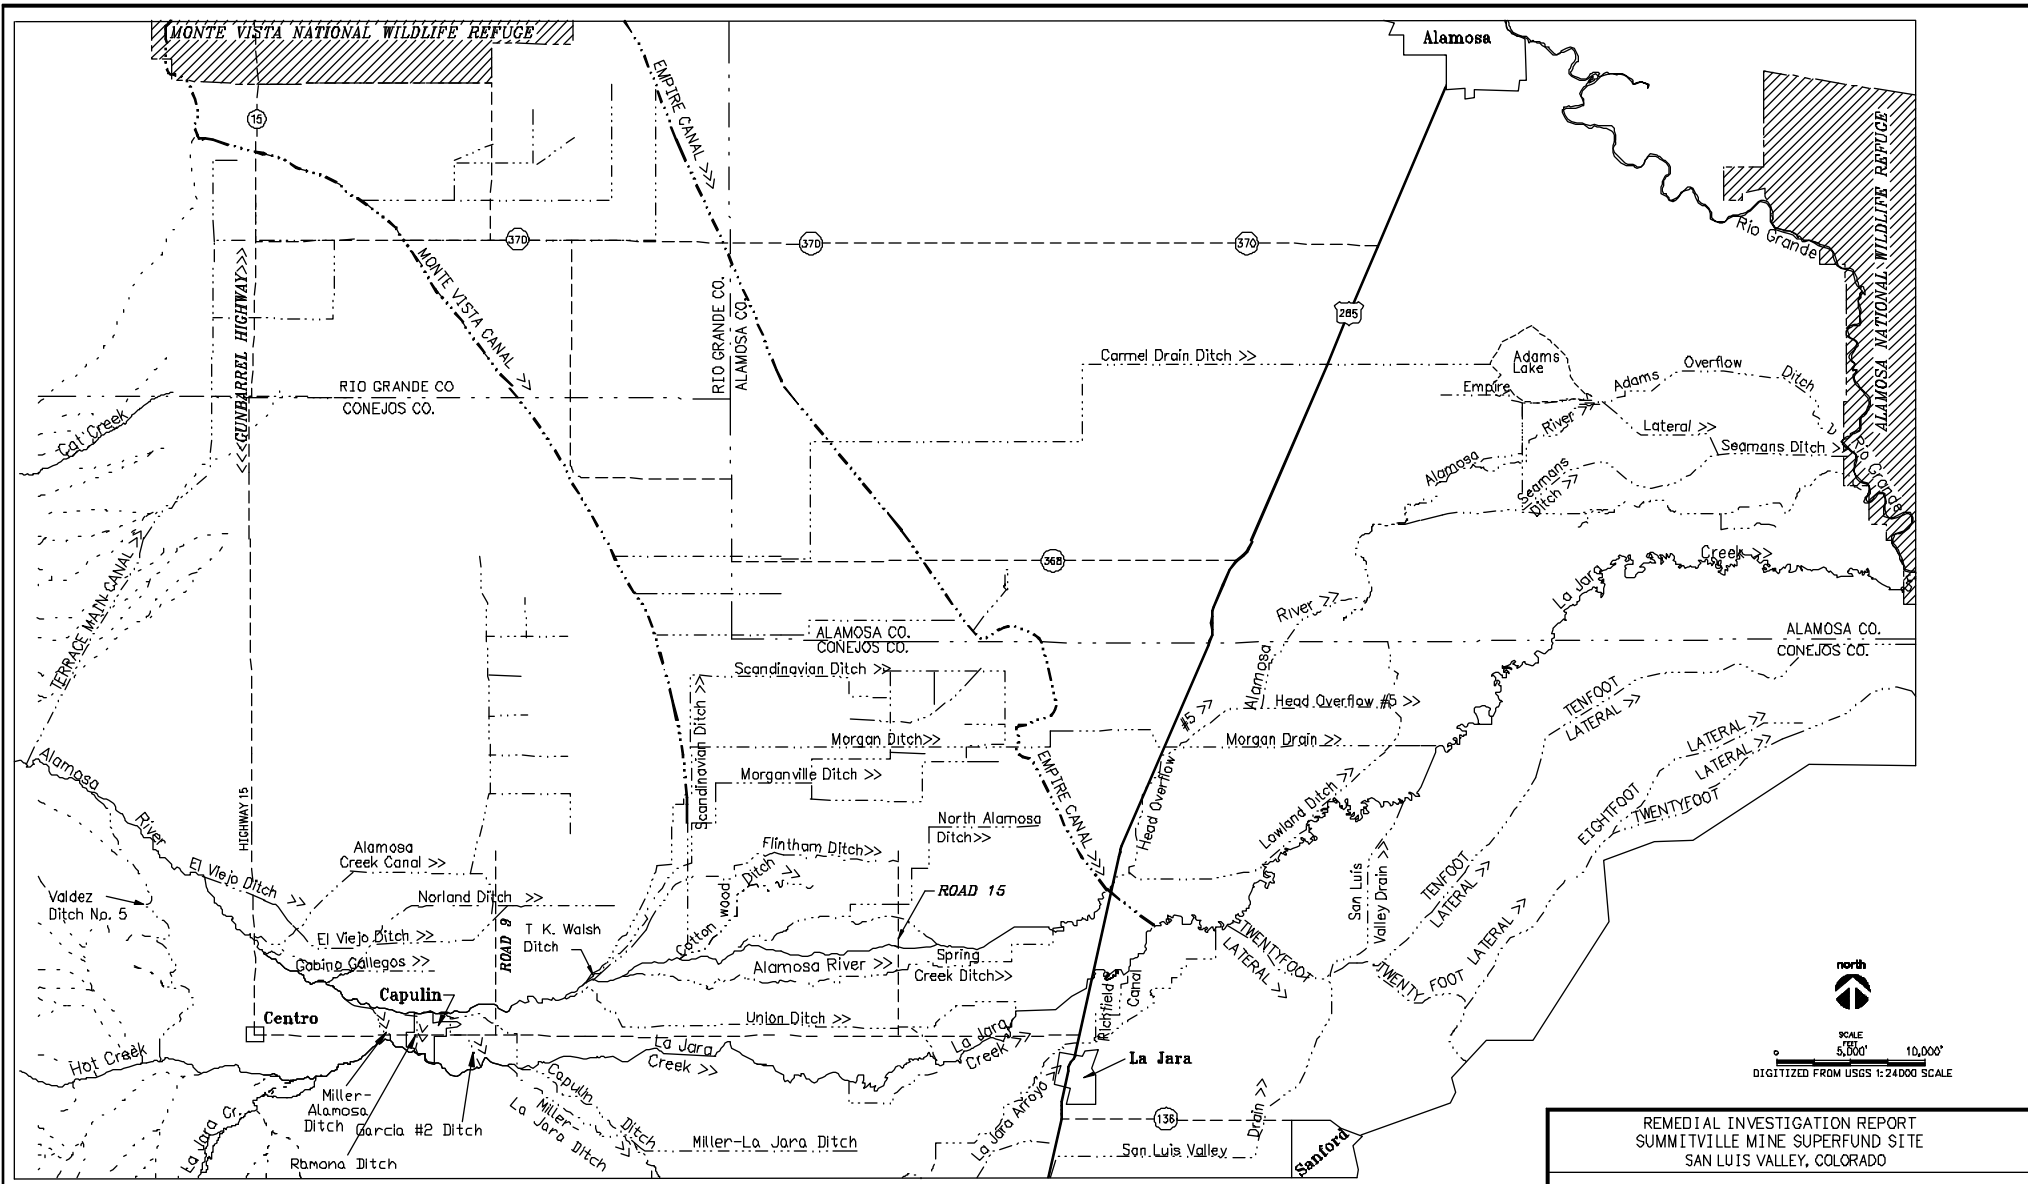 MONTE VISTA NATIONAL WILDLIFE REFUGE
Alamosa
EMPIRE CANAL >>>
15
ALAMOSA NATIONAL WILDLIFE REFUGE
Rio Grande
370
370
370
<<<GUNBARREL HIGHWAY>>>
MONTE VISTA CANAL >>
RIO GRANDE CO.
ALAMOSA CO.
285
Carmel Drain Ditch >>
Adams
Lake
Empire
Adams
Overflow
Ditch
RIO GRANDE CO
CONEJOS CO.
Cat Creek
River >>
Lateral >>
Seamans Ditch >
Rio Grande
Alamosa
Seamans
Ditch >>
TERRACE MAIN CANAL >>
368
Creek >>
La Jara
River >>
ALAMOSA CO.
CONEJOS CO.
ALAMOSA CO.
CONEJOS CO.
Scandinavian Ditch >>
Scandinavian Ditch >>
Alamosa
Head Overflow #5 >>
#5 >>
TENFOOT
LATERAL >>
Morgan Ditch>>
Morgan Drain >>
LATERAL >>
LATERAL >>
Alamosa
River
Morganville Ditch >>
EMPIRE CANAL >>
Head Overflow
Lowland Ditch >>
EIGHTFOOT
TWENTYFOOT
HIGHWAY 15
North Alamosa
Ditch>>
Alamosa
Creek Canal >>
Flintham Ditch>>
El Viejo Ditch >>
Cotton
wood
Ditch >>
San Luis
Valley Drain >>
TENFOOT
LATERAL >>
Valdez
Ditch No. 5
Norland Ditch >>
ROAD 15
ROAD 9
T K. Walsh
Ditch
El Viejo Ditch >>
Gabino Gallegos >>
Alamosa River >>
Spring
Creek Ditch>>
TWENTYFOOT
LATERAL >>
TWENTY FOOT
LATERAL >>
north
Capulin
Centro
Union Ditch >>
Richfield
Canal
La Jara
Creek >>
SCALE
FEET
0 5,000' 10,000'
DIGITIZED FROM USGS 1:24000 SCALE
Hot Creek
La Jara
Creek >>
La Jara
Miller-
Alamosa
Ditch
Garcia #2 Ditch
Ramona Ditch
La Jara Cr.
Capulin
Ditch
Miller-
La Jara Ditch
Miller-La Jara Ditch
La Jara Arroyo >>
136
San Luis Valley
Drain >>
Sanford
REMEDIAL INVESTIGATION REPORT
SUMMITVILLE MINE SUPERFUND SITE
SAN LUIS VALLEY, COLORADO